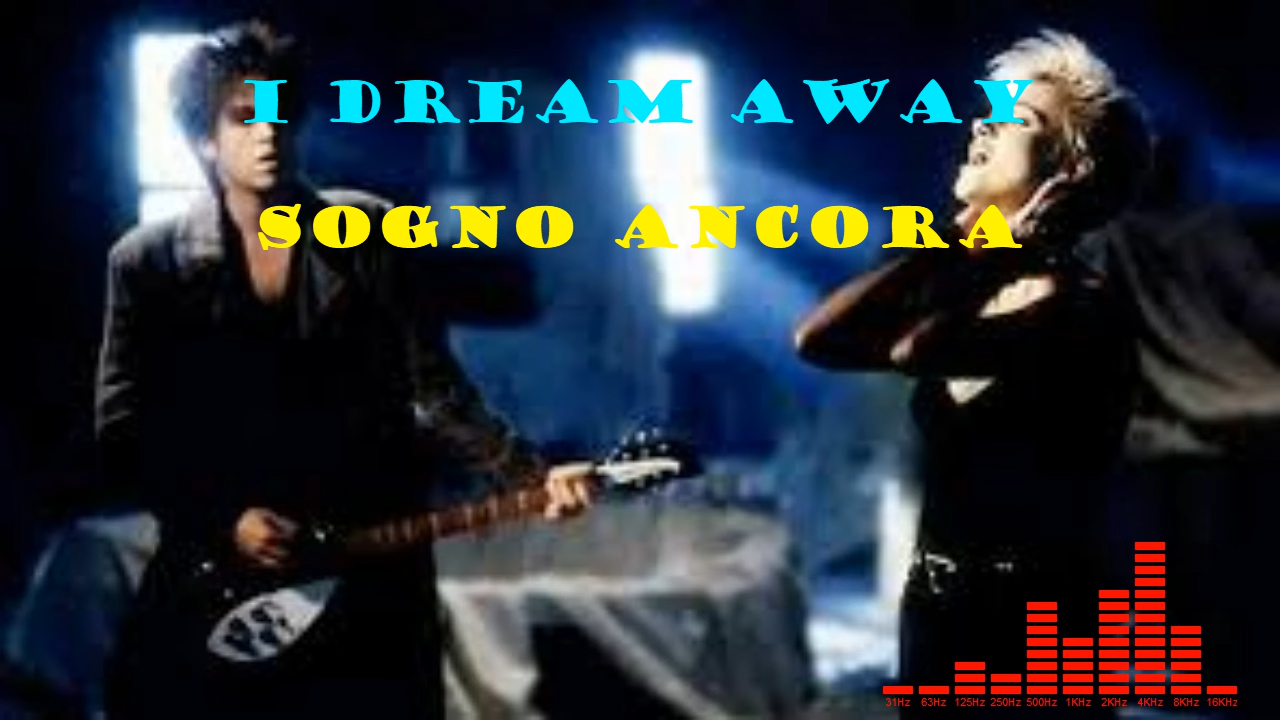 I DREAM AWAY
SOGNO ANCORA
31Hz 63Hz 125Hz 250Hz 500Hz 1KHz 2KHz 4KHz 8KHz 16KHz